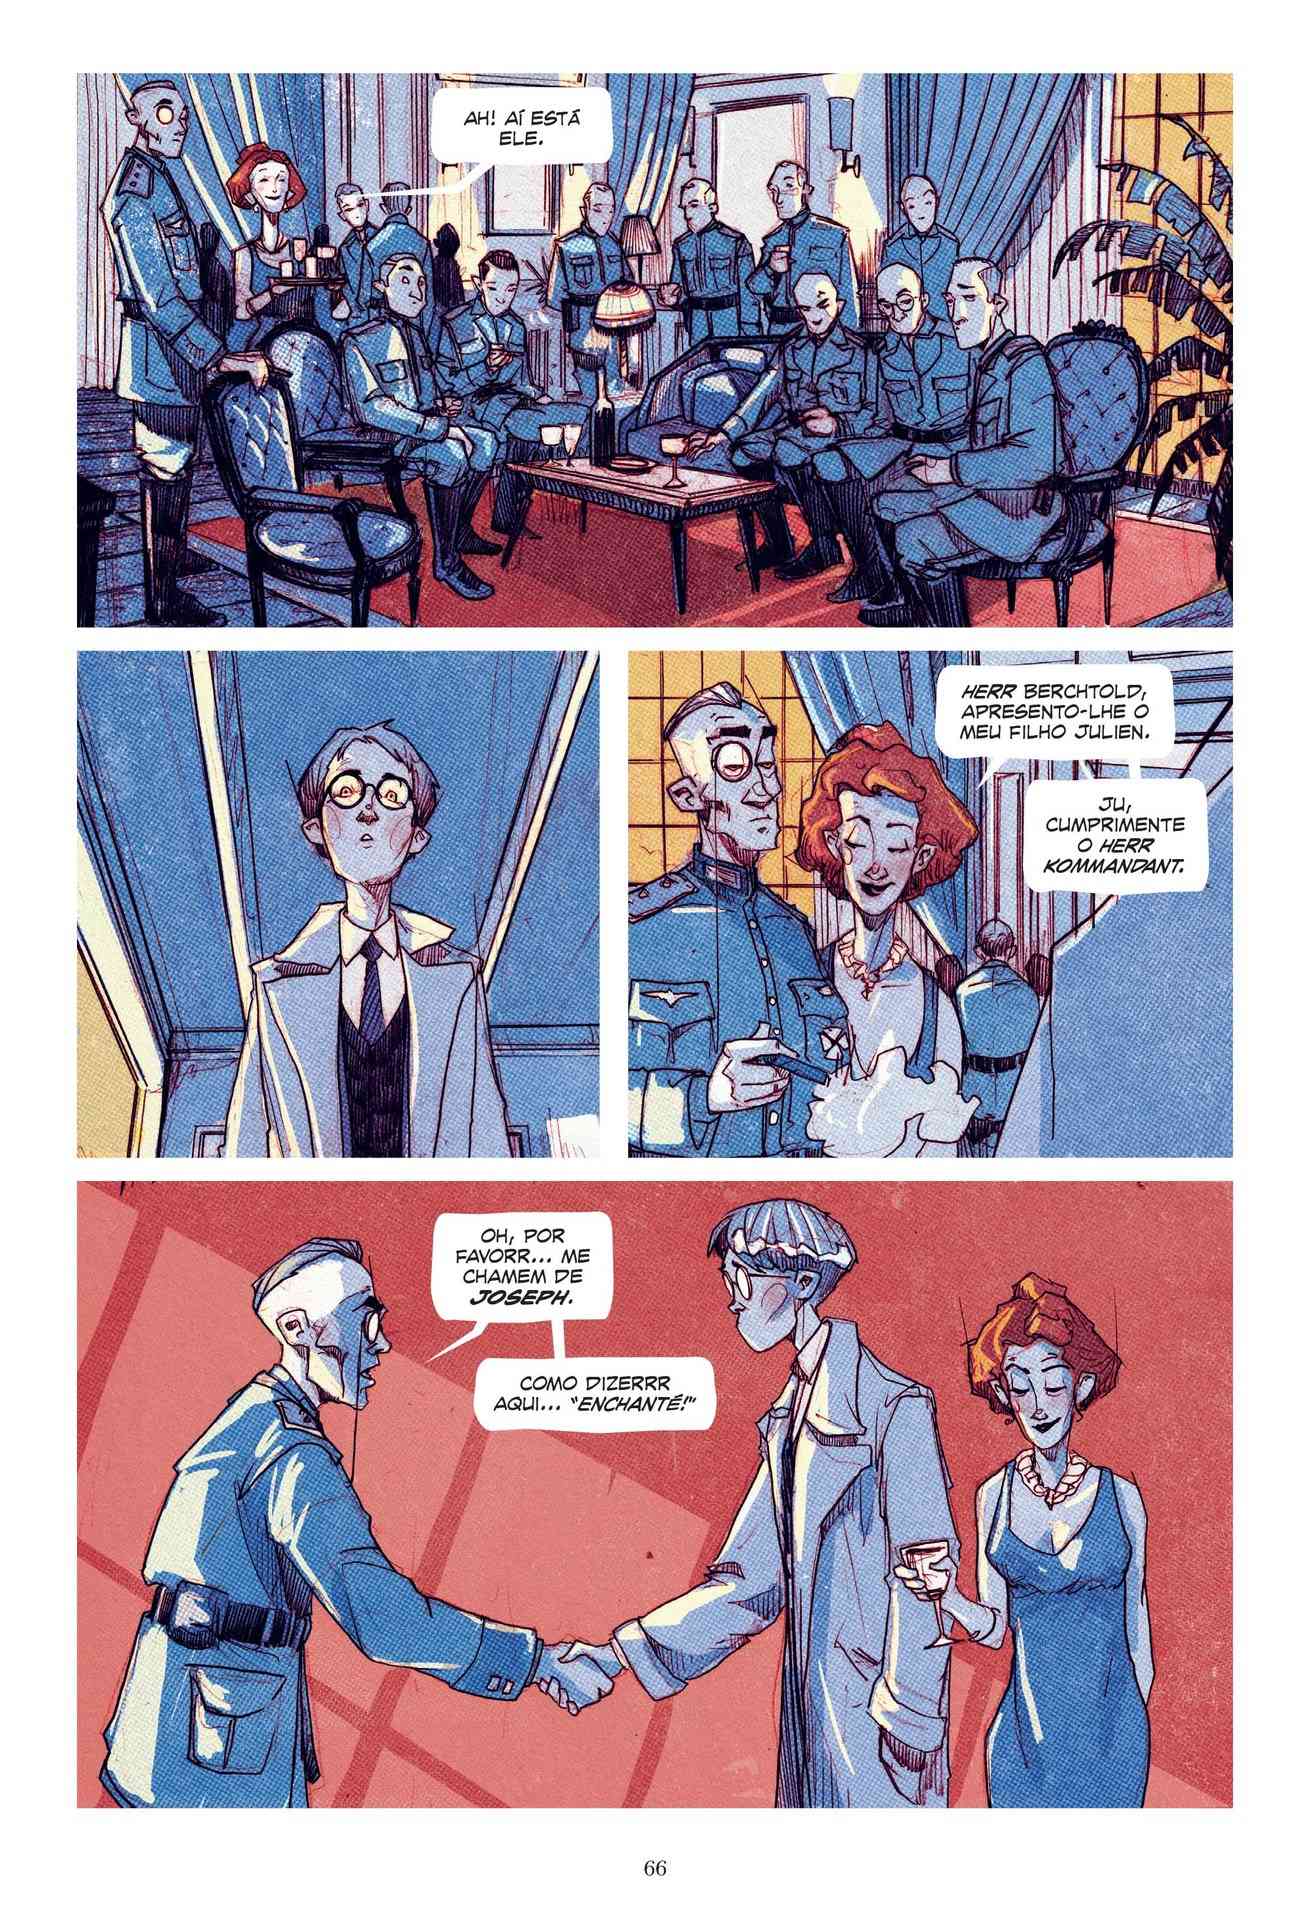 AH! AÍ ESTÁ
ELE.
HERR BERCHTOLD,
APRESENTO-LHE O
MEU FILHO JULIEN.
JU,
CUMPRIMENTE
O HERR
KOMMANDANT.
OH, POR
FAVORR... ME
CHAMEM DE
JOSEPH.
COMO DIZERRR
AQUI... “ENCHANTÉ!”
66